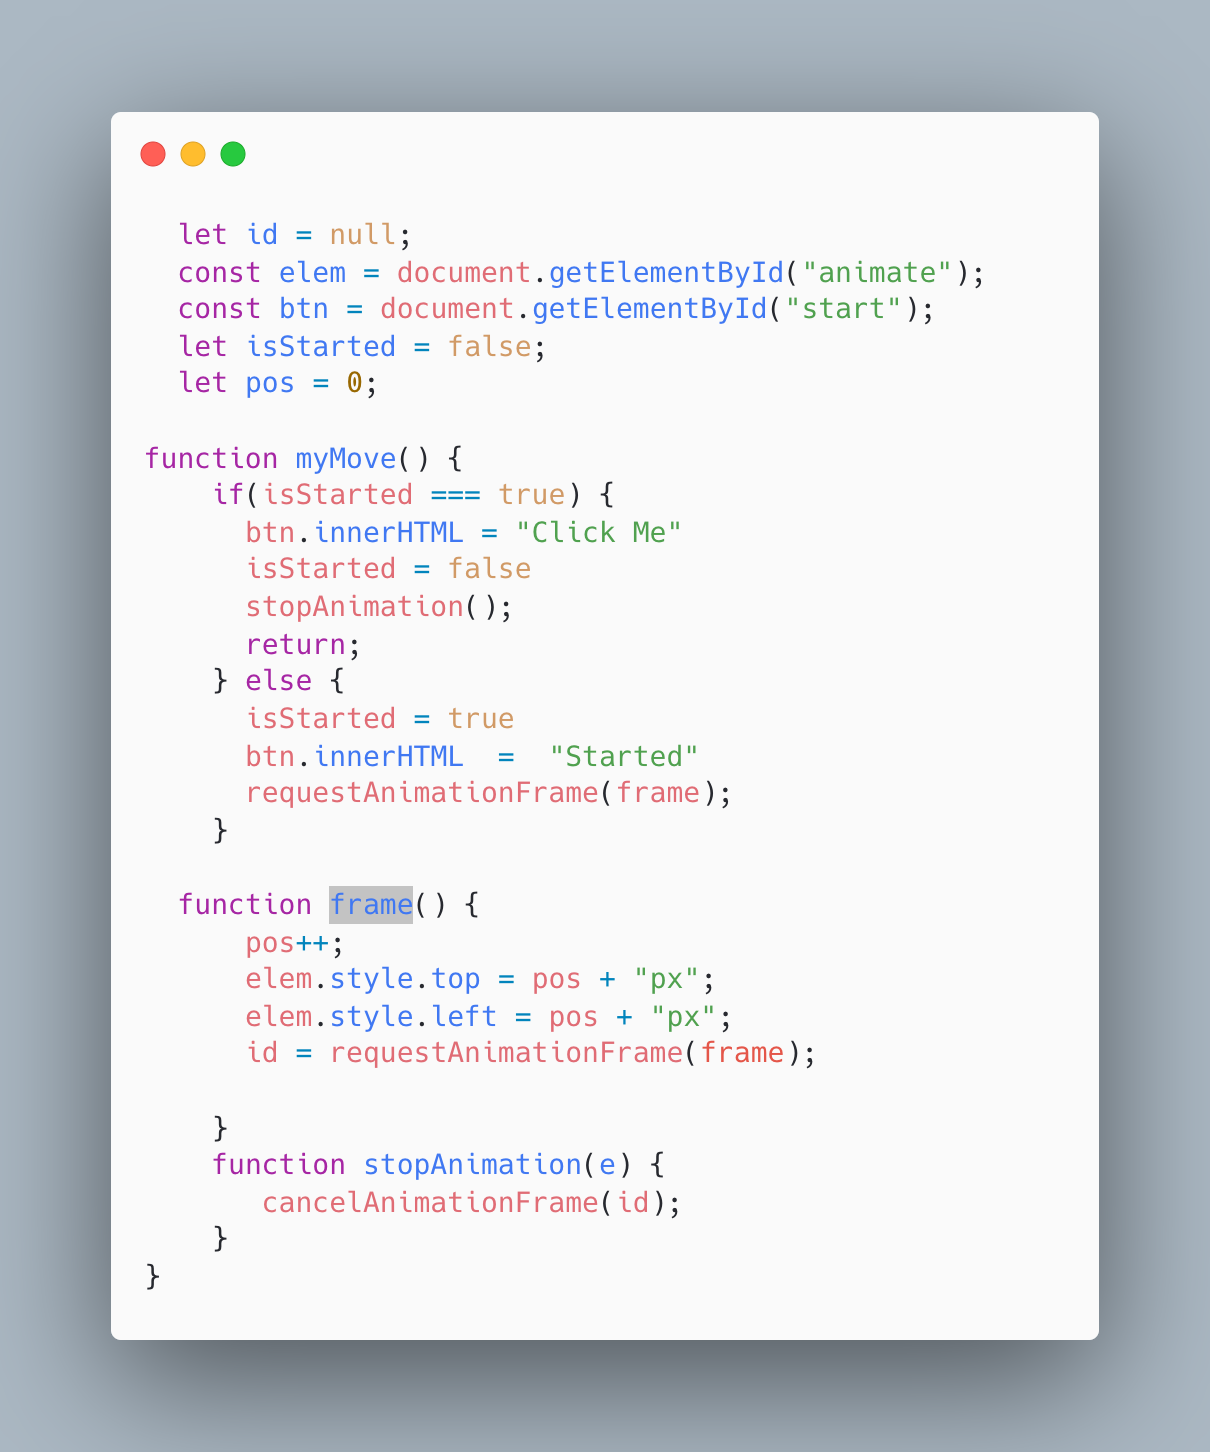 let id = null;
const elem = document.getElementById("animate");
const btn = document.getElementById("start");
let isStarted = false;
let pos = 0;
function myMove() {
if(isStarted === true) {
btn.innerHTML = "Click Me"
isStarted = false
stopAnimation();
return;
} else {
isStarted = true
btn.innerHTML  =  "Started"
requestAnimationFrame(frame);
}
function frame() {
pos++;
elem.style.top = pos + "px";
elem.style.left = pos + "px";
id = requestAnimationFrame(frame);
}
function stopAnimation(e) {
cancelAnimationFrame(id);
}
}